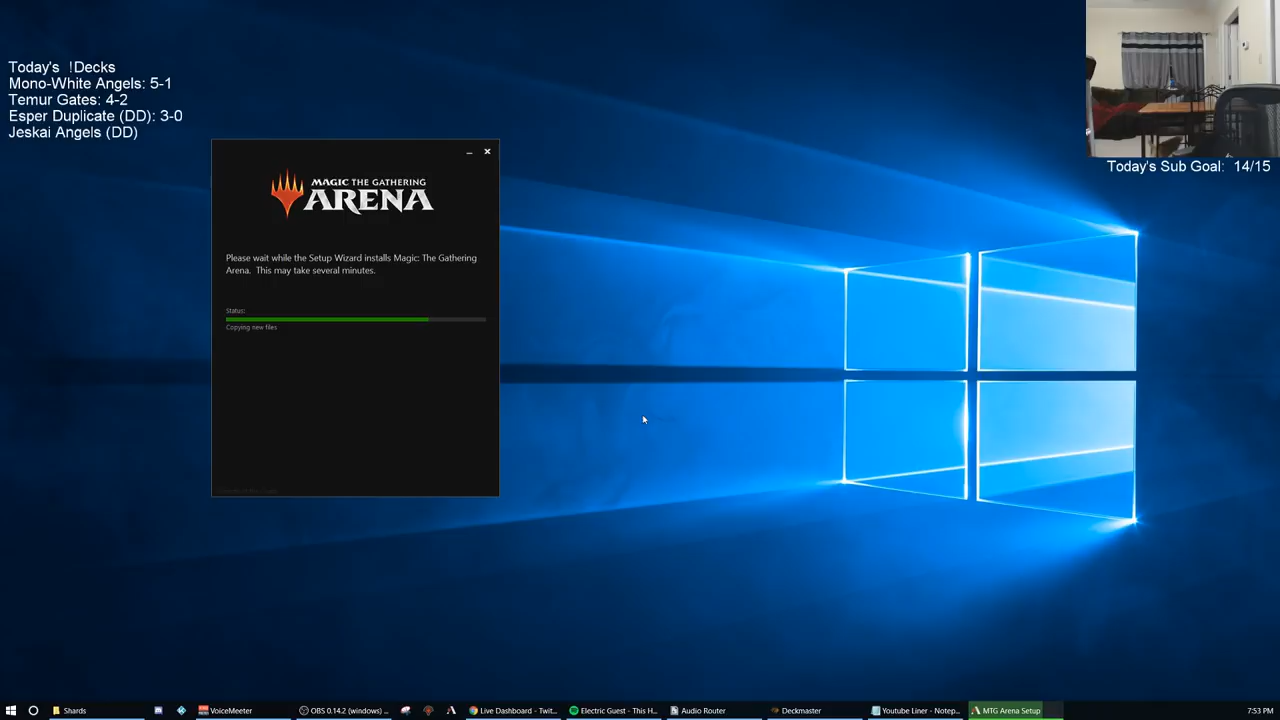 Today's !Decks
Mono-White Angels: 5-1
Temur Gates: 4-2
Esper Duplicate (DD): 3-0
Jeskai Angels (DD)
MAGIC THE GATHERING
ARENA
Please wait while the Setup Wizard installs Magic: The Gathering
Arena. This may take several minutes.
Status:
Copying new files
Today's Sub Goal: 14/15
Shards
VoiceMeeter
OBS 0.14.2 (windows) ...
Live Dashboard - Twit...
Electric Guest - This H...
Audio Router
Deckmaster
Youtube Liner - Notep...
MTG Arena Setup
7:53 PM